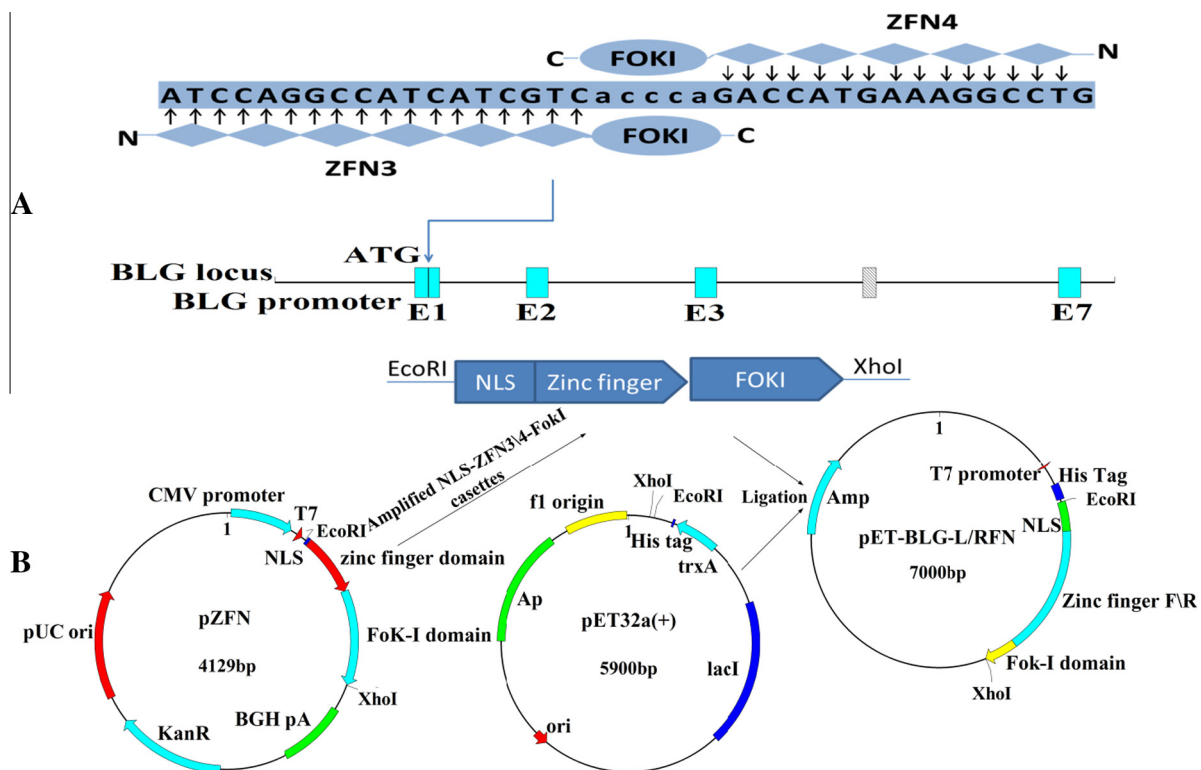 ZFN4
C FOKI N
ATCCAGGCCATCATCGTCacccaGACCATGAAAGGCCTG
N FOKI C
ZFN3
A
ATG
BLG locus
BLG promoter
E1 E2 E3 E7
EcoRI NLS Zinc finger FOKI XhoI
Amplified NLS-ZFN3\4-FokI
casettes
B
CMV promoter
1
T7
EcoRI
NLS
zinc finger domain
pUC ori
pZFN
4129bp
FoK-I domain
XhoI
BGH pA
KanR
f1 origin
XhoI
EcoRI
1
His tag
trxA
Ap
pET32a(+)
5900bp
lacI
ori
Ligation
1
T7 promoter
His Tag
EcoRI
NLS
Amp
pET-BLG-L/RFN
7000bp
Zinc finger F\R
Fok-I domain
XhoI